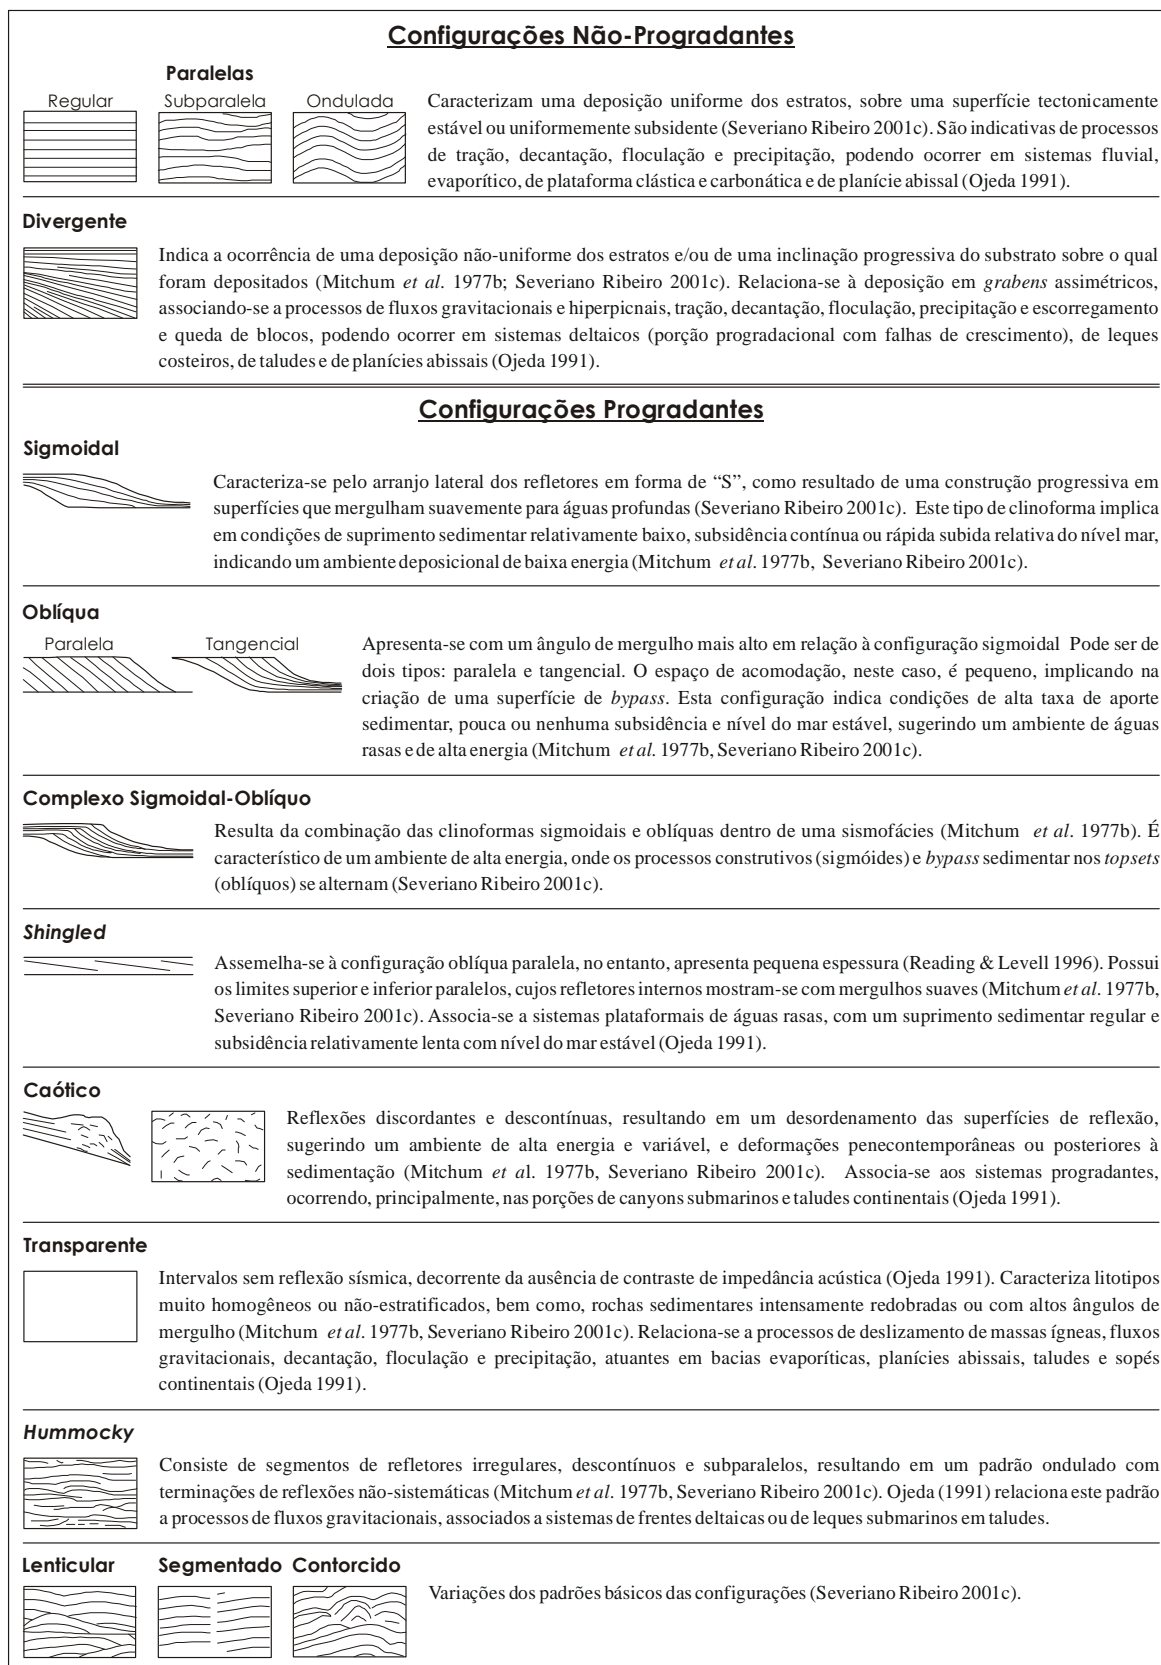 Configurações Não-Progradantes
Paralelas
Regular Subparalela Ondulada
Caracterizam uma deposição uniforme dos estratos, sobre uma superfície tectonicamente
estável ou uniformemente subsidente (Severiano Ribeiro 2001c). São indicativas de processos
de tração, decantação, floculação e precipitação, podendo ocorrer em sistemas fluvial,
evaporítico, de plataforma clástica e carbonática e de planície abissal (Ojeda 1991).
Divergente
Indica a ocorrência de uma deposição não-uniforme dos estratos e/ou de uma inclinação progressiva do substrato sobre o qual
foram depositados (Mitchum et al. 1977b; Severiano Ribeiro 2001c). Relaciona-se à deposição em grabens assimétricos,
associando-se a processos de fluxos gravitacionais e hiperpicnais, tração, decantação, floculação, precipitação e escorregamento
e queda de blocos, podendo ocorrer em sistemas deltaicos (porção progradacional com falhas de crescimento), de leques
costeiros, de taludes e de planícies abissais (Ojeda 1991).
Configurações Progradantes
Sigmoidal
Caracteriza-se pelo arranjo lateral dos refletores em forma de “S”, como resultado de uma construção progressiva em
superfícies que mergulham suavemente para águas profundas (Severiano Ribeiro 2001c). Este tipo de clinoforma implica
em condições de suprimento sedimentar relativamente baixo, subsidência contínua ou rápida subida relativa do nível mar,
indicando um ambiente deposicional de baixa energia (Mitchum et al. 1977b, Severiano Ribeiro 2001c).
Oblíqua
Paralela Tangencial
Apresenta-se com um ângulo de mergulho mais alto em relação à configuração sigmoidal Pode ser de
dois tipos: paralela e tangencial. O espaço de acomodação, neste caso, é pequeno, implicando na
criação de uma superfície de bypass. Esta configuração indica condições de alta taxa de aporte
sedimentar, pouca ou nenhuma subsidência e nível do mar estável, sugerindo um ambiente de águas
rasas e de alta energia (Mitchum et al. 1977b, Severiano Ribeiro 2001c).
Complexo Sigmoidal-Oblíquo
Resulta da combinação das clinoformas sigmoidais e oblíquas dentro de uma sismofácies (Mitchum et al. 1977b). É
característico de um ambiente de alta energia, onde os processos construtivos (sigmóides) e bypass sedimentar nos topsets
(oblíquos) se alternam (Severiano Ribeiro 2001c).
Shingled
Assemelha-se à configuração oblíqua paralela, no entanto, apresenta pequena espessura (Reading & Levell 1996). Possui
os limites superior e inferior paralelos, cujos refletores internos mostram-se com mergulhos suaves (Mitchum et al. 1977b,
Severiano Ribeiro 2001c). Associa-se a sistemas plataformais de águas rasas, com um suprimento sedimentar regular e
subsidência relativamente lenta com nível do mar estável (Ojeda 1991).
Caótico
Reflexões discordantes e descontínuas, resultando em um desordenamento das superfícies de reflexão,
sugerindo um ambiente de alta energia e variável, e deformações penecontemporâneas ou posteriores à
sedimentação (Mitchum et al. 1977b, Severiano Ribeiro 2001c). Associa-se aos sistemas progradantes,
ocorrendo, principalmente, nas porções de canyons submarinos e taludes continentais (Ojeda 1991).
Transparente
Intervalos sem reflexão sísmica, decorrente da ausência de contraste de impedância acústica (Ojeda 1991). Caracteriza litotipos
muito homogêneos ou não-estratificados, bem como, rochas sedimentares intensamente redobradas ou com altos ângulos de
mergulho (Mitchum et al. 1977b, Severiano Ribeiro 2001c). Relaciona-se a processos de deslizamento de massas ígneas, fluxos
gravitacionais, decantação, floculação e precipitação, atuantes em bacias evaporíticas, planícies abissais, taludes e sopés
continentais (Ojeda 1991).
Hummocky
Consiste de segmentos de refletores irregulares, descontínuos e subparalelos, resultando em um padrão ondulado com
terminações de reflexões não-sistemáticas (Mitchum et al. 1977b, Severiano Ribeiro 2001c). Ojeda (1991) relaciona este padrão
a processos de fluxos gravitacionais, associados a sistemas de frentes deltaicas ou de leques submarinos em taludes.
Lenticular Segmentado Contorcido
Variações dos padrões básicos das configurações (Severiano Ribeiro 2001c).